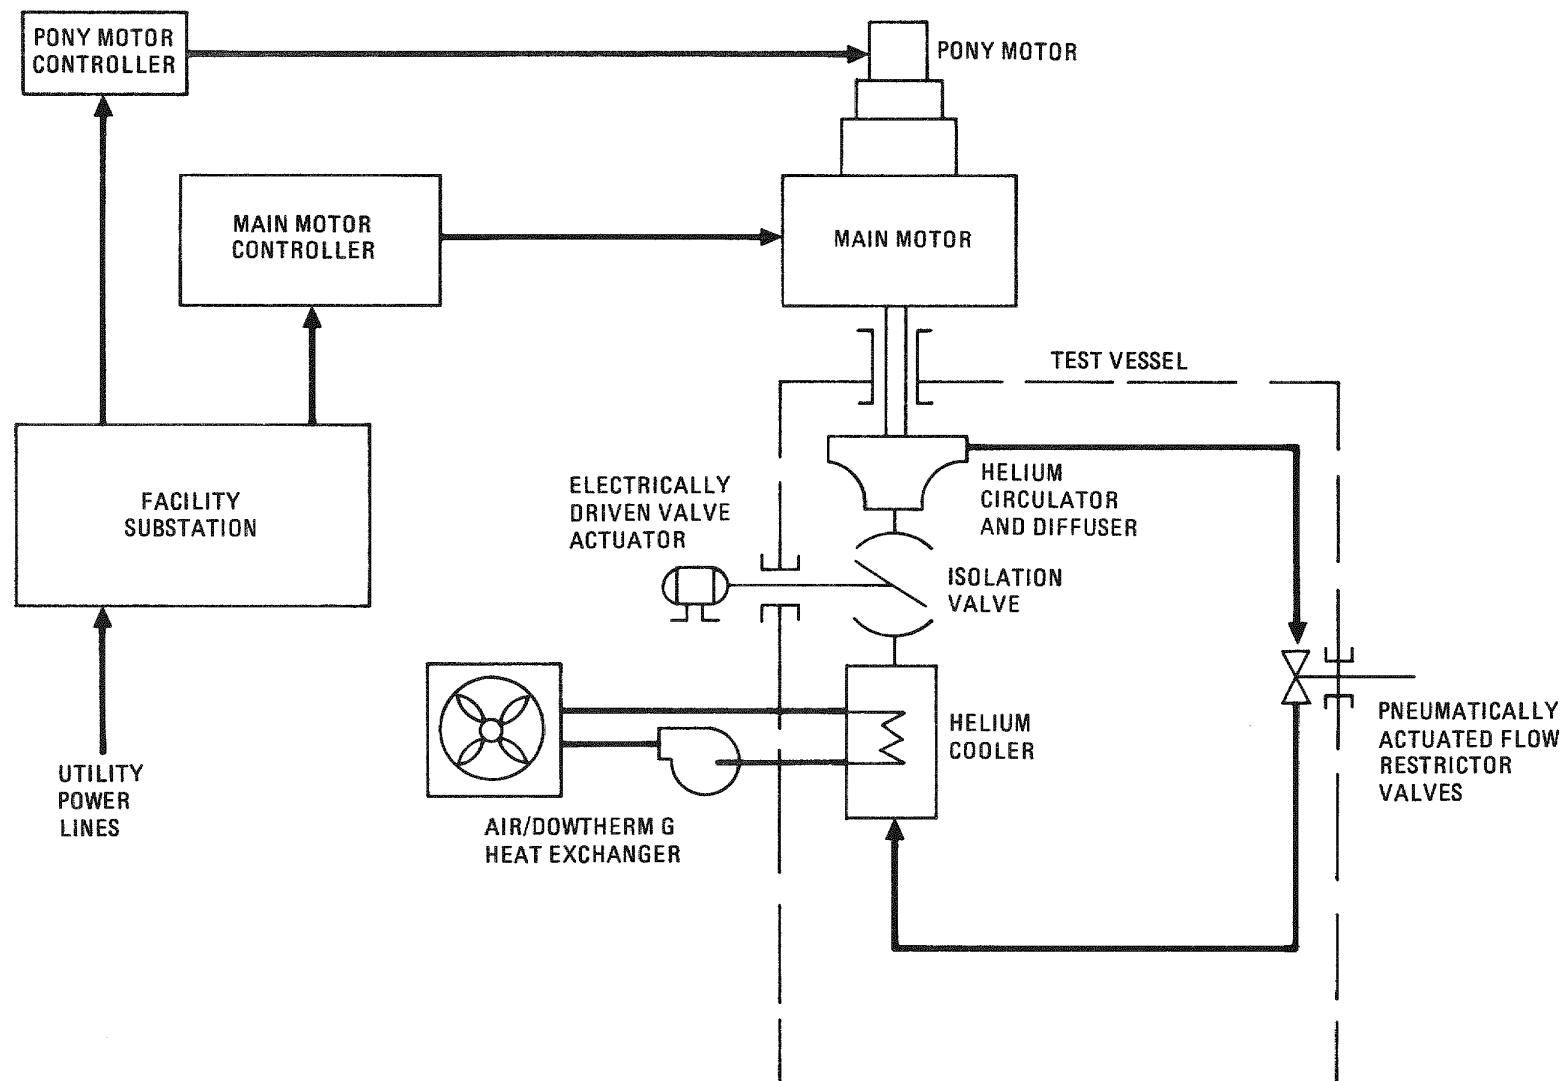 PONY MOTOR
CONTROLLER
PONY MOTOR
MAIN MOTOR
CONTROLLER
MAIN MOTOR
TEST VESSEL
FACILITY
SUBSTATION
ELECTRICALLY
DRIVEN VALVE
ACTUATOR
HELIUM
CIRCULATOR
AND DIFFUSER
ISOLATION
VALVE
HELIUM
COOLER
PNEUMATICALLY
ACTUATED FLOW
RESTRICTOR
VALVES
UTILITY
POWER
LINES
AIR/DOWTHERM G
HEAT EXCHANGER